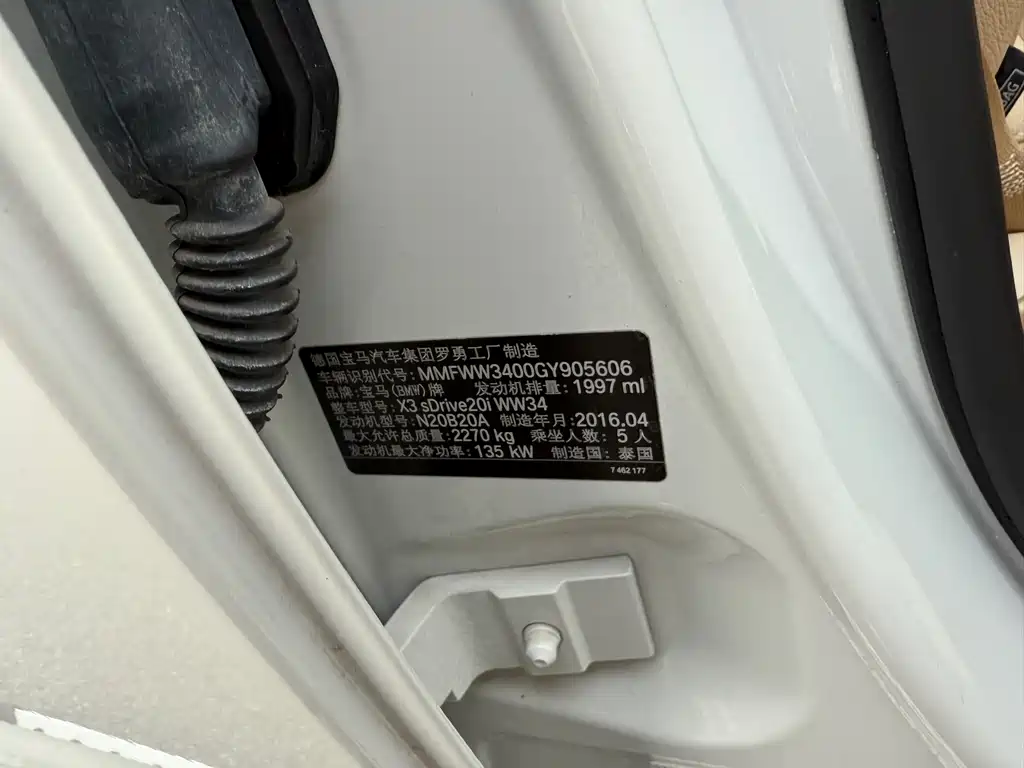 德国宝马汽车集团罗勇工厂制造
车辆识别代号: MMFWW3400GY905606
品牌: 宝马(BMW)牌 发动机排量: 1997 ml
整车型号: X3 sDrive20i WW34
发动机型号: N20B20A 制造年月: 2016.04
最大允许总质量: 2270 kg 乘坐人数: 5 人
发动机最大净功率: 135 kW 制造国: 泰国
7 462 177